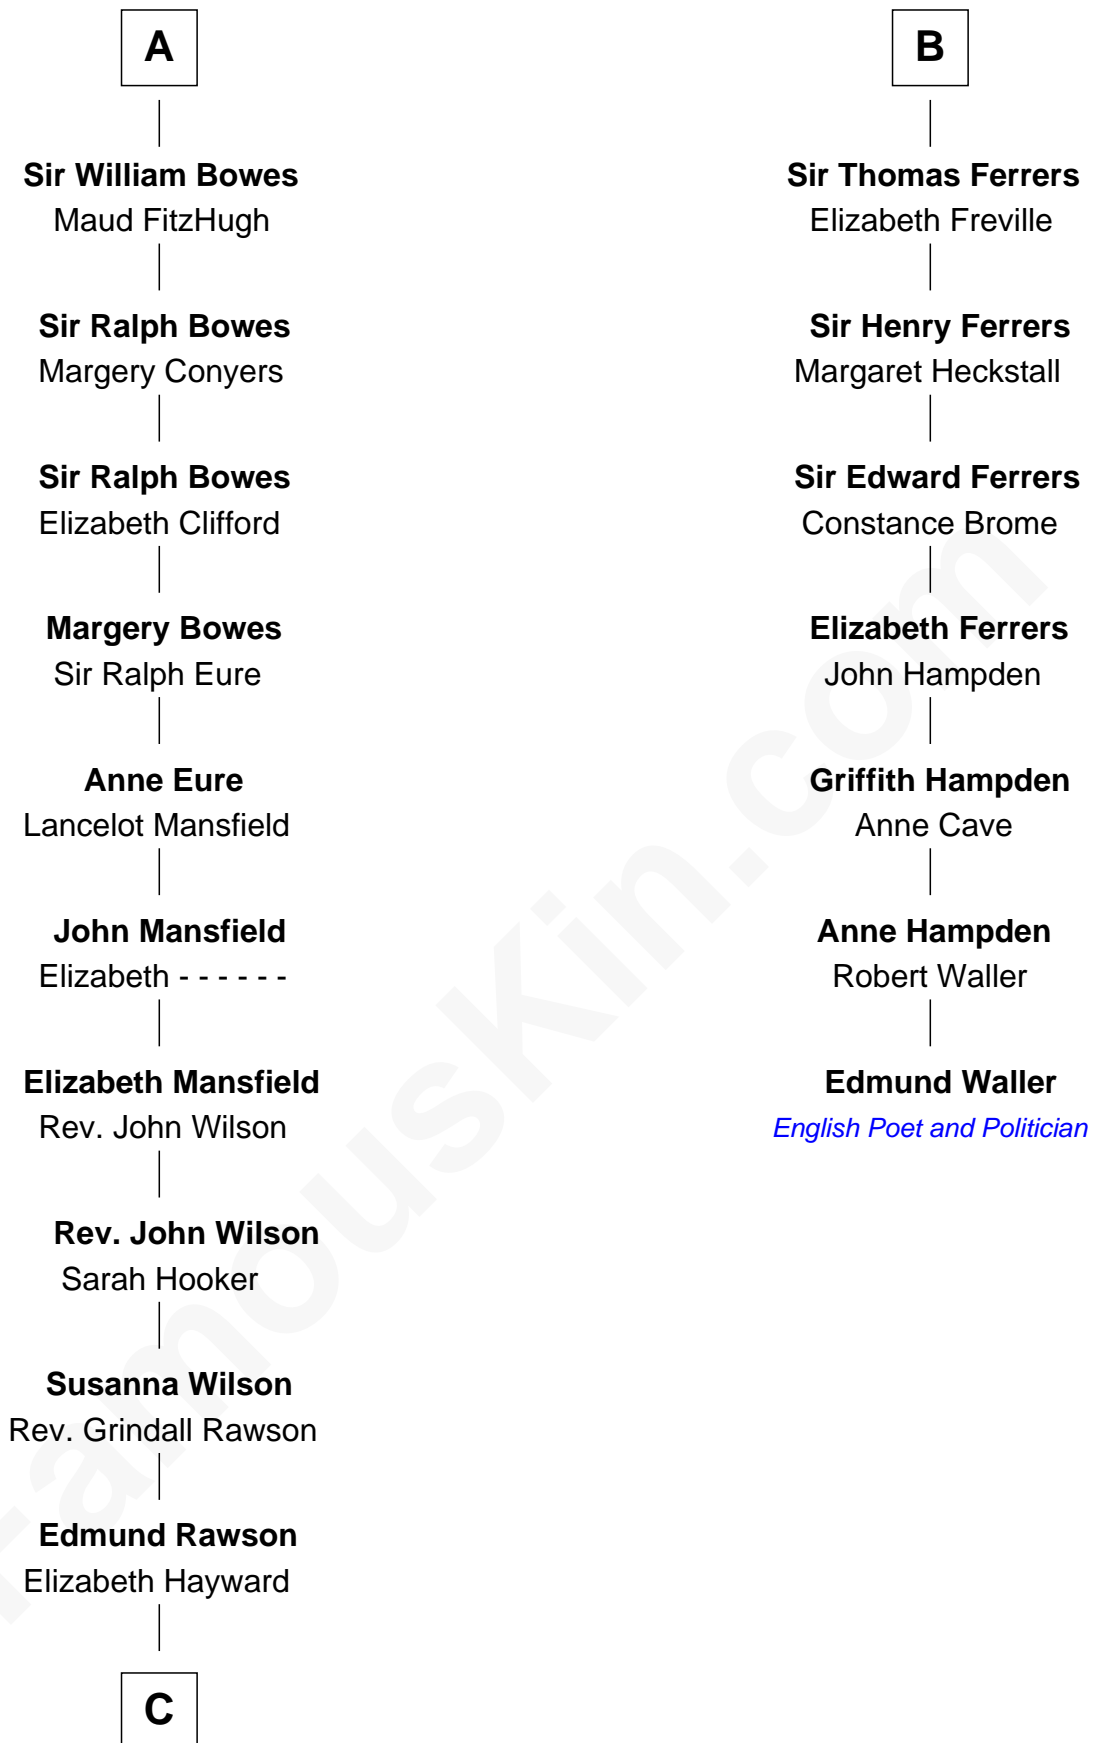 A
Sir William Bowes
Maud FitzHugh
Sir Ralph Bowes
Margery Conyers
Sir Ralph Bowes
Elizabeth Clifford
Margery Bowes
Sir Ralph Eure
Anne Eure
Lancelot Mansfield
John Mansfield
Elizabeth - - - - - -
Elizabeth Mansfield
Rev. John Wilson
Rev. John Wilson
Sarah Hooker
Susanna Wilson
Rev. Grindall Rawson
Edmund Rawson
Elizabeth Hayward
C
B
Sir Thomas Ferrers
Elizabeth Freville
Sir Henry Ferrers
Margaret Heckstall
Sir Edward Ferrers
Constance Brome
Elizabeth Ferrers
John Hampden
Griffith Hampden
Anne Cave
Anne Hampden
Robert Waller
Edmund Waller
English Poet and Politician
FamousKin.com